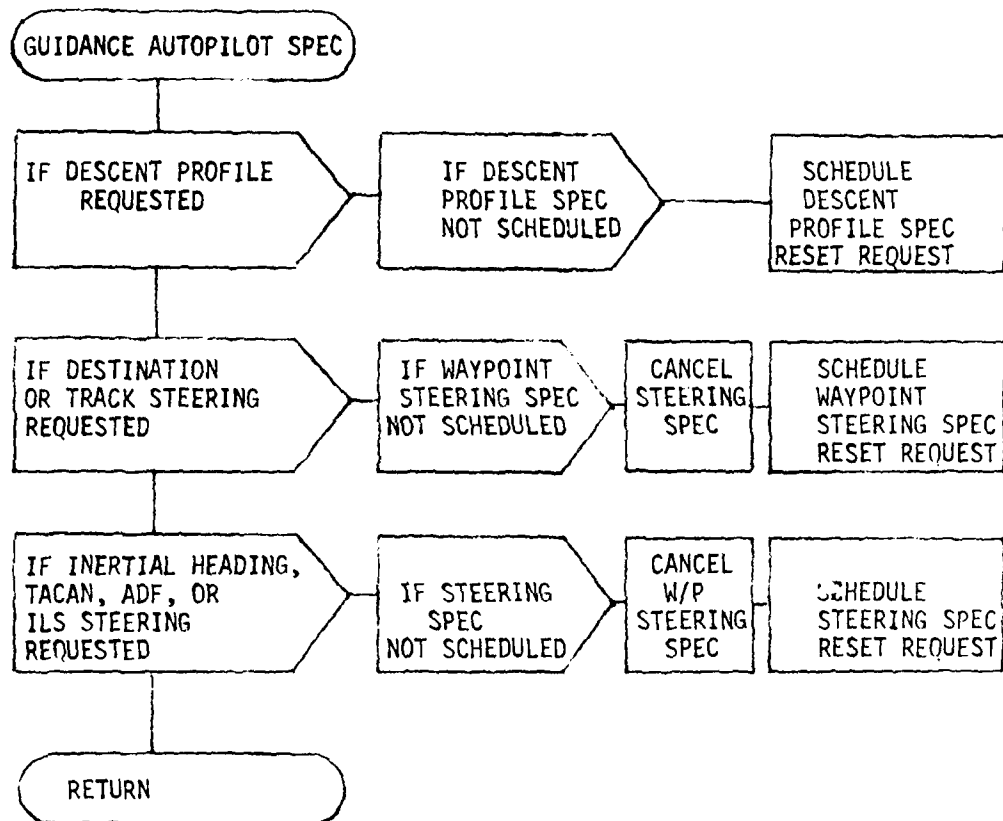 GUIDANCE AUTOPILOT SPEC
IF DESCENT PROFILE
REQUESTED
IF DESCENT
PROFILE SPEC
NOT SCHEDULED
SCHEDULE
DESCENT
PROFILE SPEC
RESET REQUEST
IF DESTINATION
OR TRACK STEERING
REQUESTED
IF WAYPOINT
STEERING SPEC
NOT SCHEDULED
CANCEL
STEERING
SPEC
SCHEDULE
WAYPOINT
STEERING SPEC
RESET REQUEST
IF INERTIAL HEADING,
TACAN, ADF, OR
ILS STEERING
REQUESTED
IF STEERING
SPEC
NOT SCHEDULED
CANCEL
W/P
STEERING
SPEC
SCHEDULE
STEERING SPEC
RESET REQUEST
RETURN